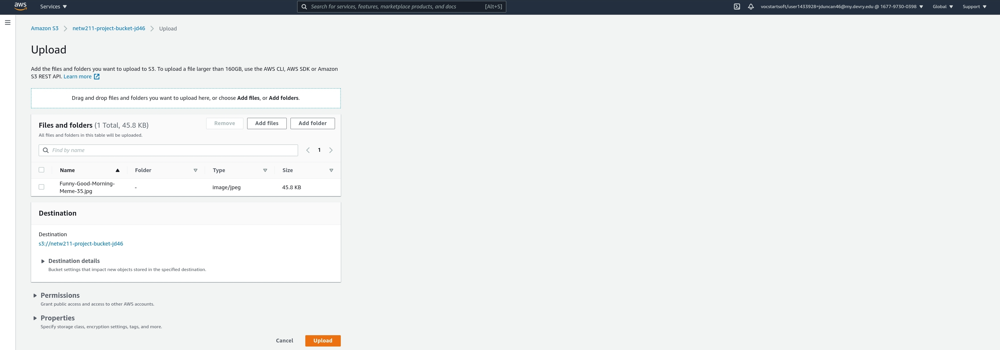 aws Services Search for services, features, marketplace products, and docs [Alt+S] vocstartsoft/user1433928=jduncan46@my.devry.edu @ 1677-9730-0398 Global Support
Amazon S3 netw211-project-bucket-jd46 Upload
Upload
Add the files and folders you want to upload to S3. To upload a file larger than 160GB, use the AWS CLI, AWS SDK or Amazon
S3 REST API. Learn more
Drag and drop files and folders you want to upload here, or choose Add files, or Add folders.
Files and folders (1 Total, 45.8 KB) Remove Add files Add folder
All files and folders in this table will be uploaded.
Find by name 1
Name Folder Type Size
Funny-Good-Morning-
Meme-35.jpg - image/jpeg 45.8 KB
Destination
Destination
s3://netw211-project-bucket-jd46
Destination details
Bucket settings that impact new objects stored in the specified destination.
Permissions
Grant public access and access to other AWS accounts.
Properties
Specify storage class, encryption settings, tags, and more.
Cancel Upload